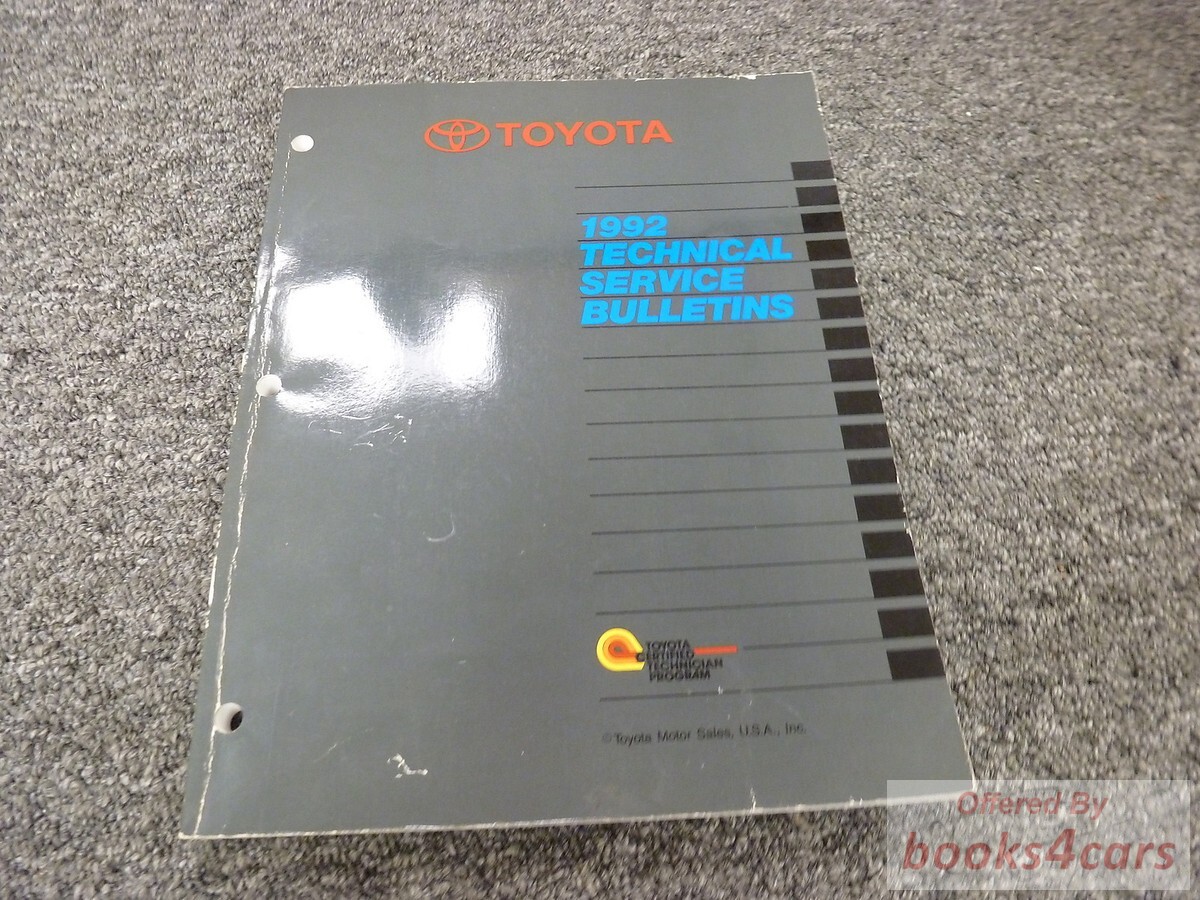 TOYOTA
1992
TECHNICAL
SERVICE
BULLETINS
TOYOTA
CERTIFIED
TECHNICIAN
PROGRAM
©Toyota Motor Sales, U.S.A., Inc.
Offered By
books4cars